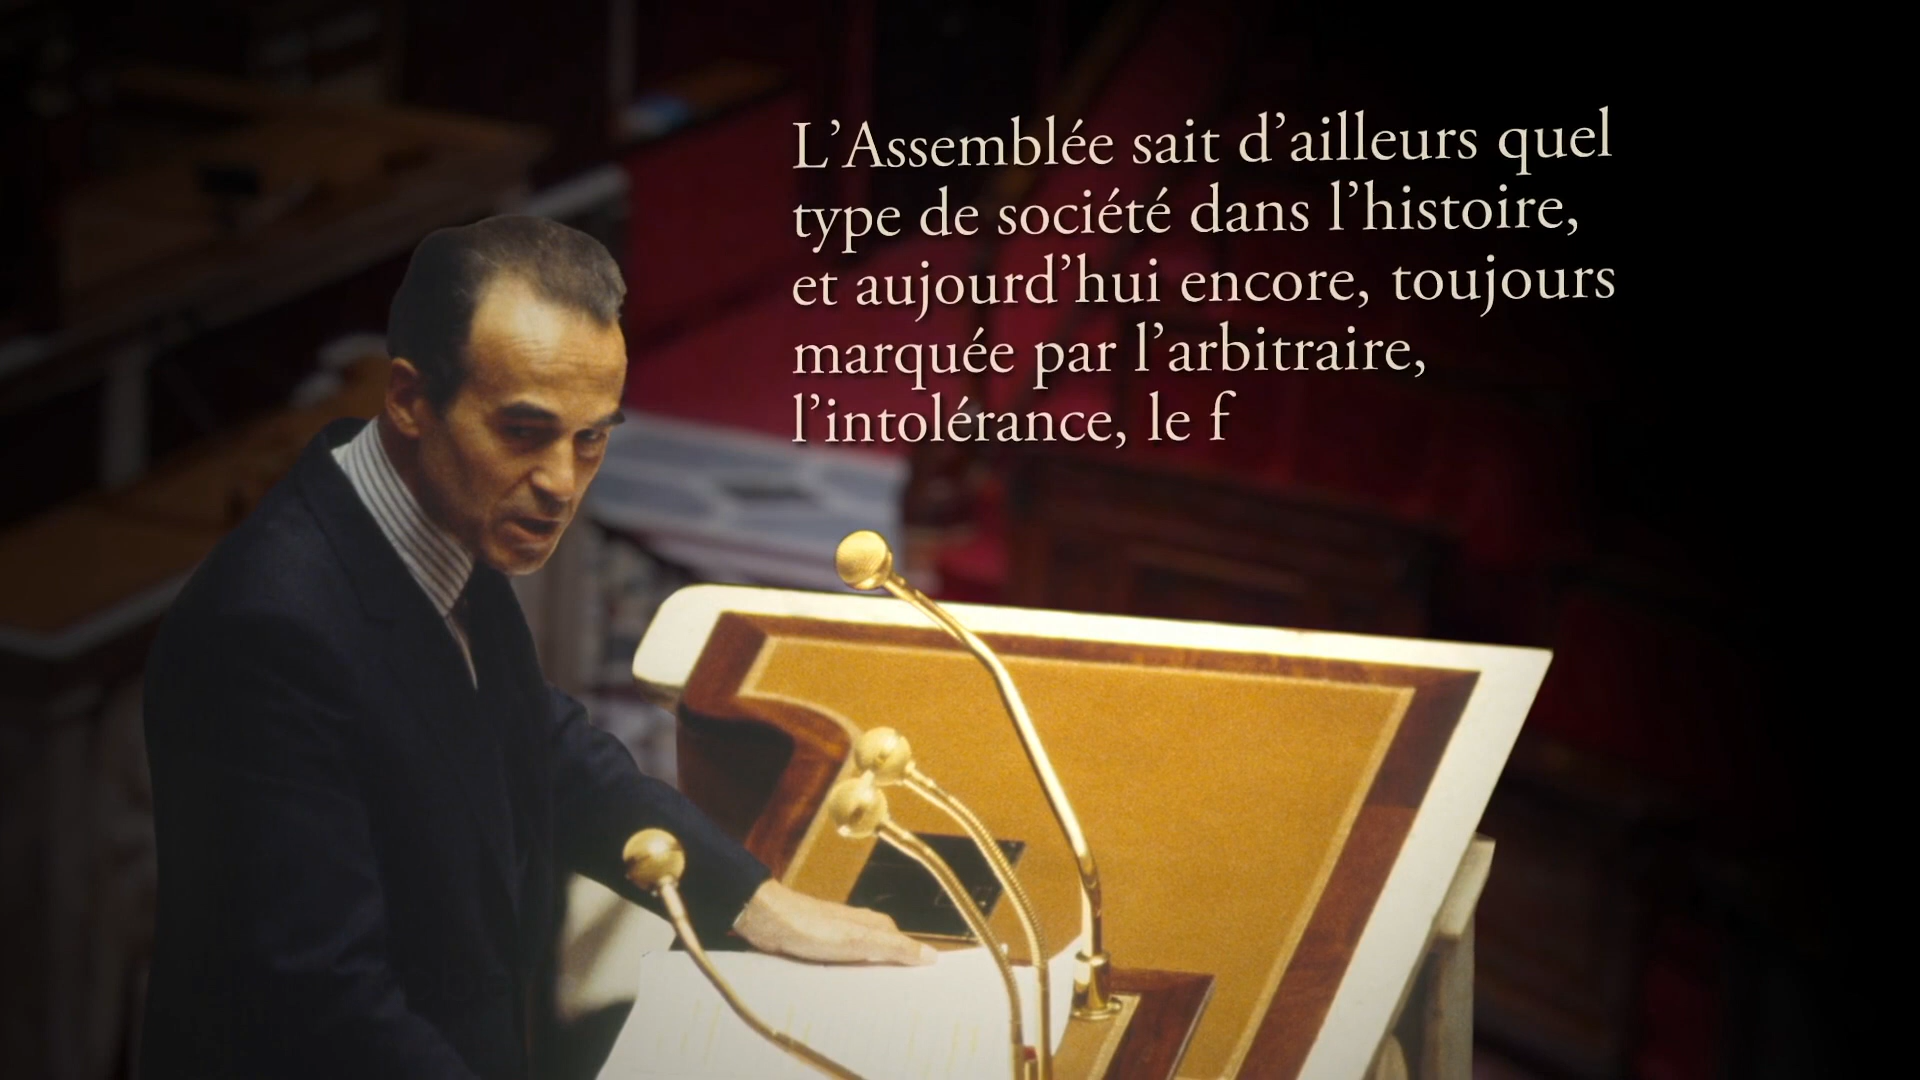 L’Assemblée sait d’ailleurs quel
type de société dans l’histoire,
et aujourd’hui encore, toujours
marquée par l’arbitraire,
l’intolérance, le f